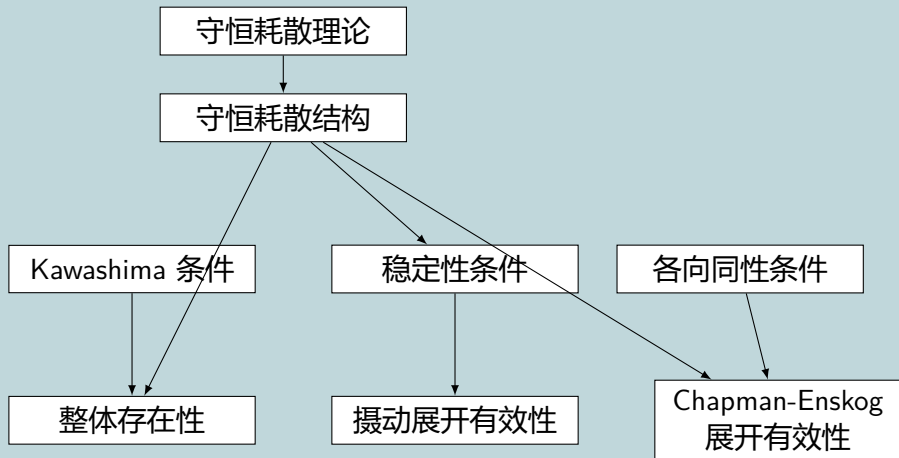 守恒耗散理论
守恒耗散结构
Kawashima 条件
稳定性条件
各向同性条件
整体存在性
摄动展开有效性
Chapman-Enskog
展开有效性